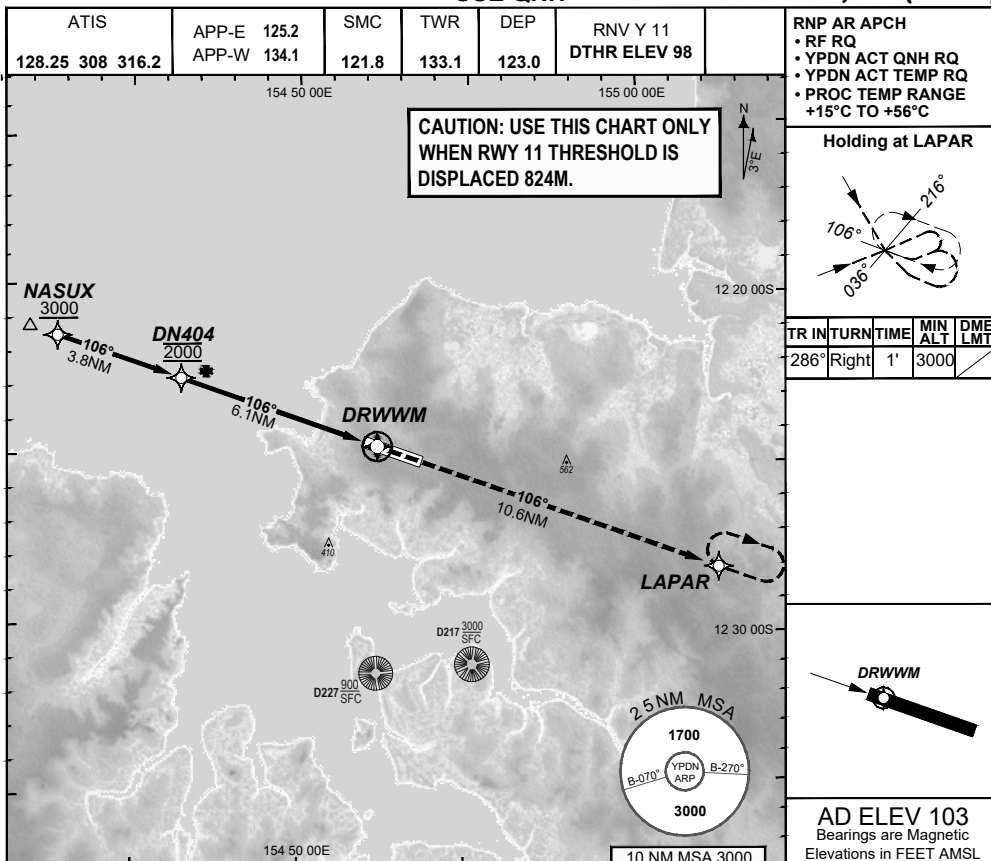 USE QNH
ATIS
128.25 308 316.2
APP-E 125.2
APP-W 134.1
SMC
121.8
TWR
133.1
DEP
123.0
RNV Y 11
DTHR ELEV 98
RNP AR APCH
• RF RQ
• YPDN ACT QNH RQ
• YPDN ACT TEMP RQ
• PROC TEMP RANGE
+15°C TO +56°C
154 50 00E
155 00 00E
CAUTION: USE THIS CHART ONLY
WHEN RWY 11 THRESHOLD IS
DISPLACED 824M.
N
3°E
Holding at LAPAR
216°
106°
036°
NASUX
3000
106°
3.8NM
DN404
2000
106°
6.1NM
DRWWM
12 20 00S
TR IN
TURN
TIME
MIN
ALT
DME
LMT
286°
Right
1'
3000
562
106°
10.6NM
410
LAPAR
12 30 00S
D217 3000
SFC
D227 900
SFC
DRWWM
25NM MSA
1700
B-070°
YPDN
ARP
B-270°
3000
154 50 00E
10 NM MSA 3000
AD ELEV 103
Bearings are Magnetic
Elevations in FEET AMSL